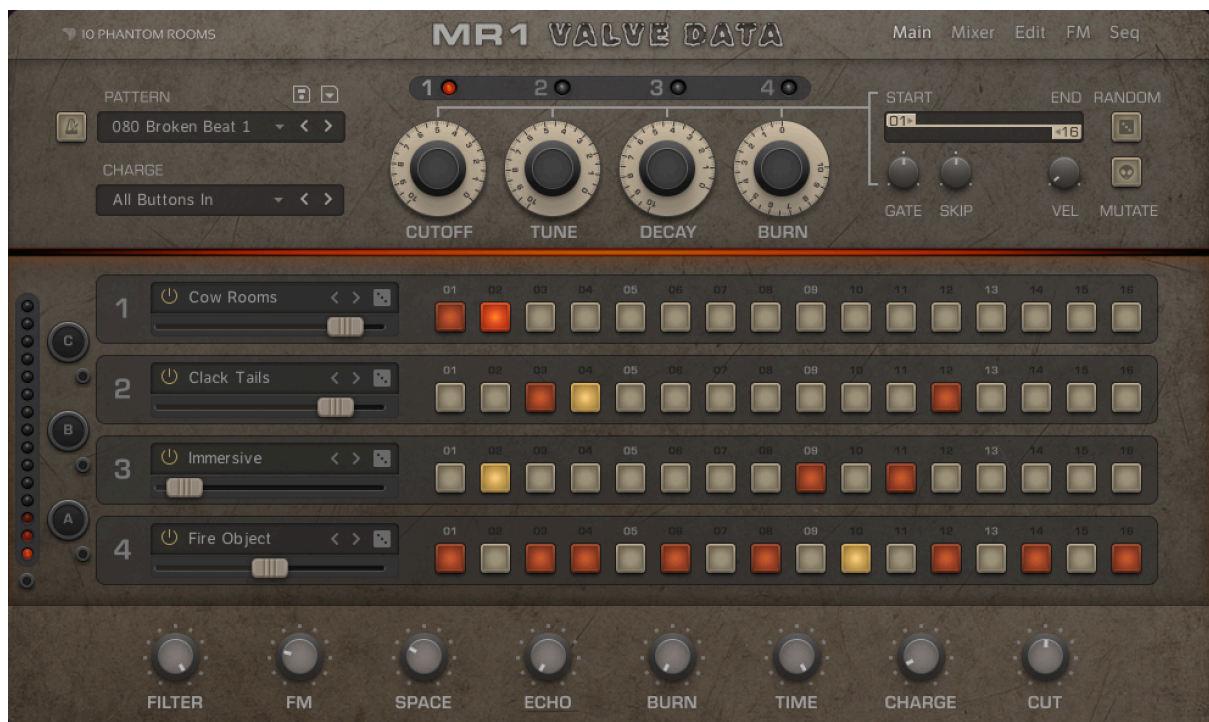 10 PHANTOM ROOMS
MR1 VALVE DATA
Main Mixer Edit FM Seq
PATTERN
080 Broken Beat 1
CHARGE
All Buttons In
1 2 3 4
CUTOFF TUNE DECAY BURN
START END RANDOM
01
16
GATE SKIP VEL MUTATE
1 Cow Rooms
01 02 03 04 05 06 07 08 09 10 11 12 13 14 15 16
2 Clack Tails
01 02 03 04 05 06 07 08 09 10 11 12 13 14 15 16
3 Immersive
01 02 03 04 05 06 07 08 09 10 11 12 13 14 15 16
4 Fire Object
01 02 03 04 05 06 07 08 09 10 11 12 13 14 15 16
C
B
A
FILTER FM SPACE ECHO BURN TIME CHARGE CUT